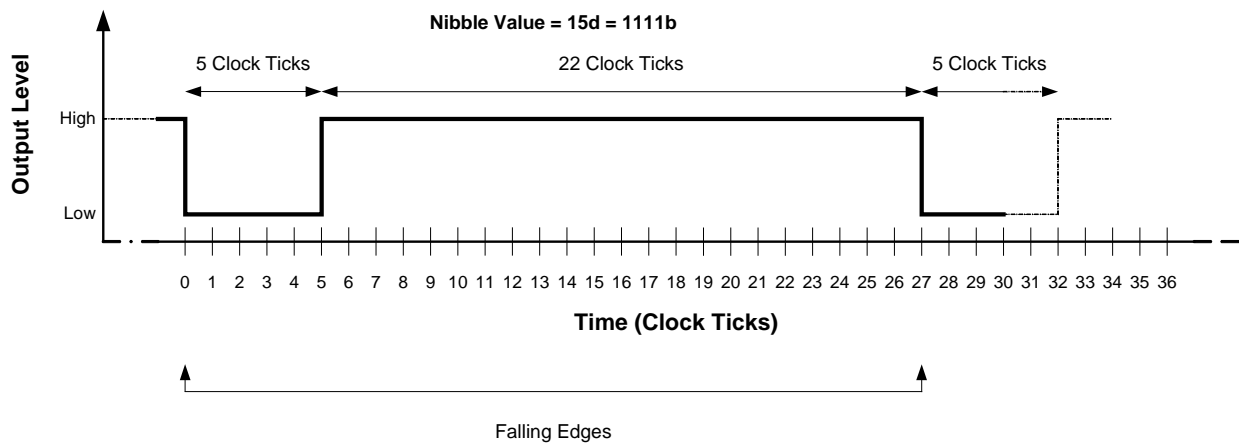 Nibble Value = 15d = 1111b
5 Clock Ticks 22 Clock Ticks 5 Clock Ticks
Output Level
High
Low
0 1 2 3 4 5 6 7 8 9 10 11 12 13 14 15 16 17 18 19 20 21 22 23 24 25 26 27 28 29 30 31 32 33 34 35 36
Time (Clock Ticks)
Falling Edges